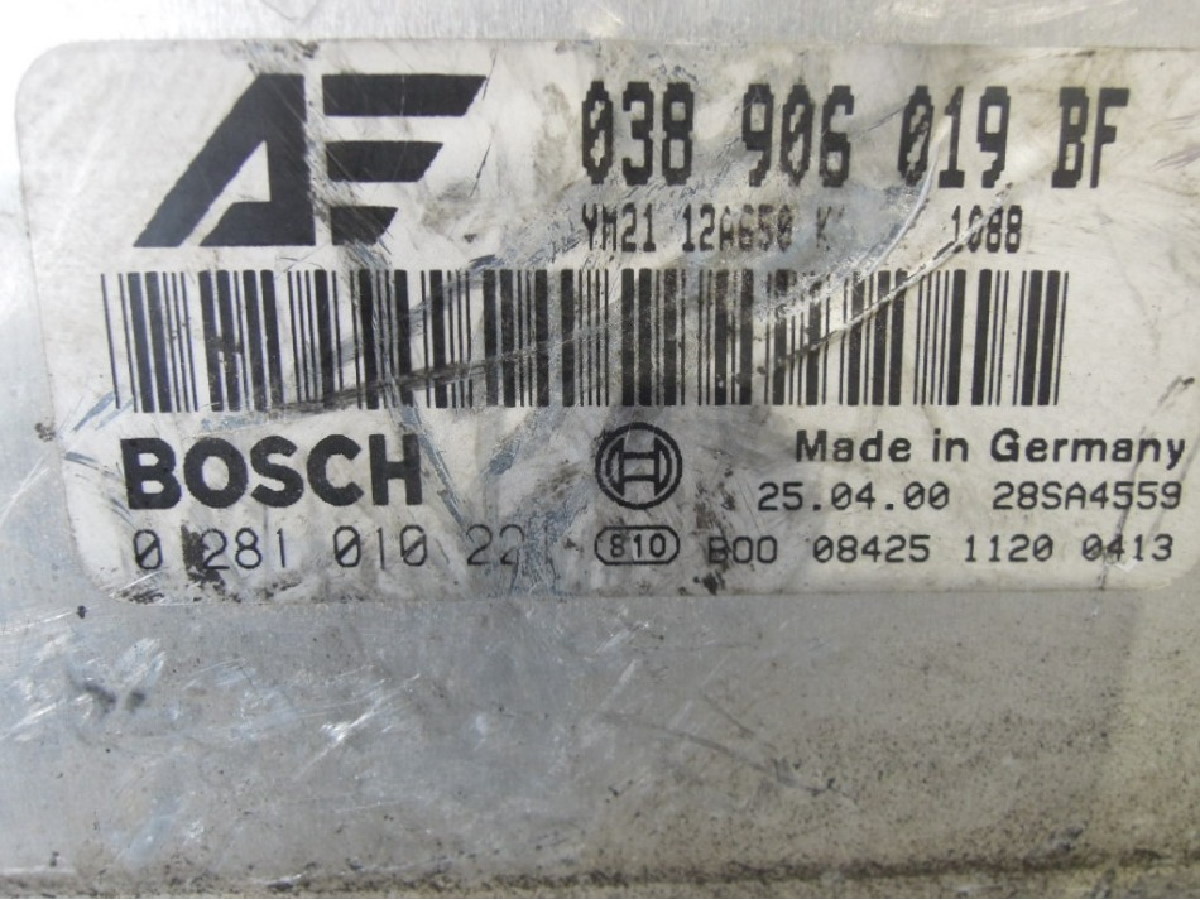 AE 038 906 019 BF
YM21 12A650 K 1088
BOSCH Made in Germany
25.04.00 28SA4559
0 281 010 22 810 B00 08425 1120 0413